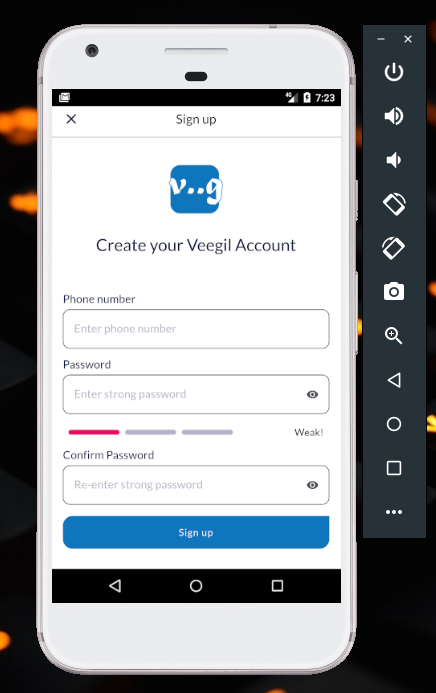 4G 7:23
Sign up
v..g
Create your Veegil Account
Phone number
Enter phone number
Password
Enter strong password
Weak!
Confirm Password
Re-enter strong password
Sign up